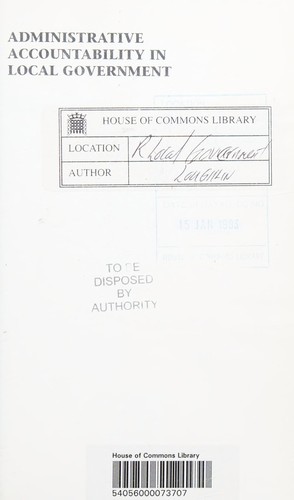 ADMINISTRATIVE
ACCOUNTABILITY IN
LOCAL GOVERNMENT
HOUSE OF COMMONS LIBRARY
LOCATION R Local Government
AUTHOR LOUGHLIN
TO BE
DISPOSED
BY
AUTHORITY
House of Commons Library
54056000073707